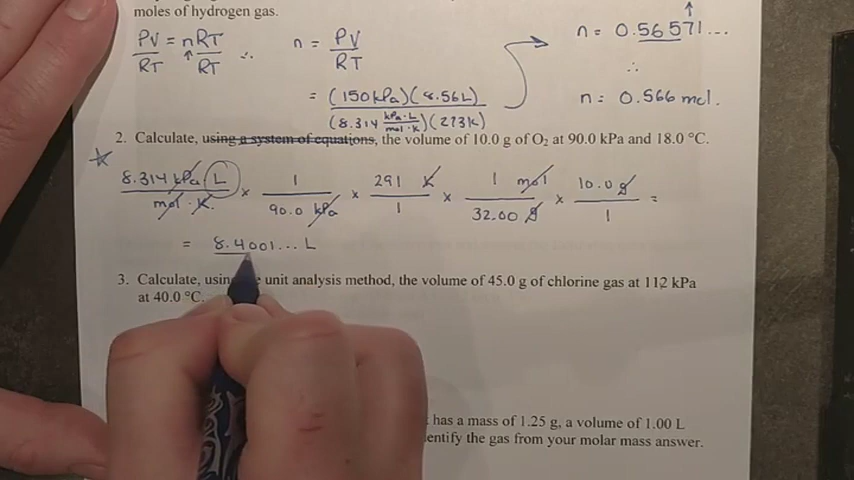 moles of hydrogen gas.
PV = nRT ∴ n = PV
RT RT RT
= (150kPa)(8.56L)
(8.314 kPa·L/mol·K)(273K)
n = 0.56571...
∴
n = 0.566 mol.
2. Calculate, using a system of equations, the volume of 10.0 g of O₂ at 90.0 kPa and 18.0 °C.
8.314 kPa L × 1 × 291 K × 1 mol × 10.0 g =
mol · K 90.0 kPa 1 32.00 g 1
= 8.4001... L
3. Calculate, using unit analysis method, the volume of 45.0 g of chlorine gas at 112 kPa
at 40.0 °C.
has a mass of 1.25 g, a volume of 1.00 L
entify the gas from your molar mass answer.